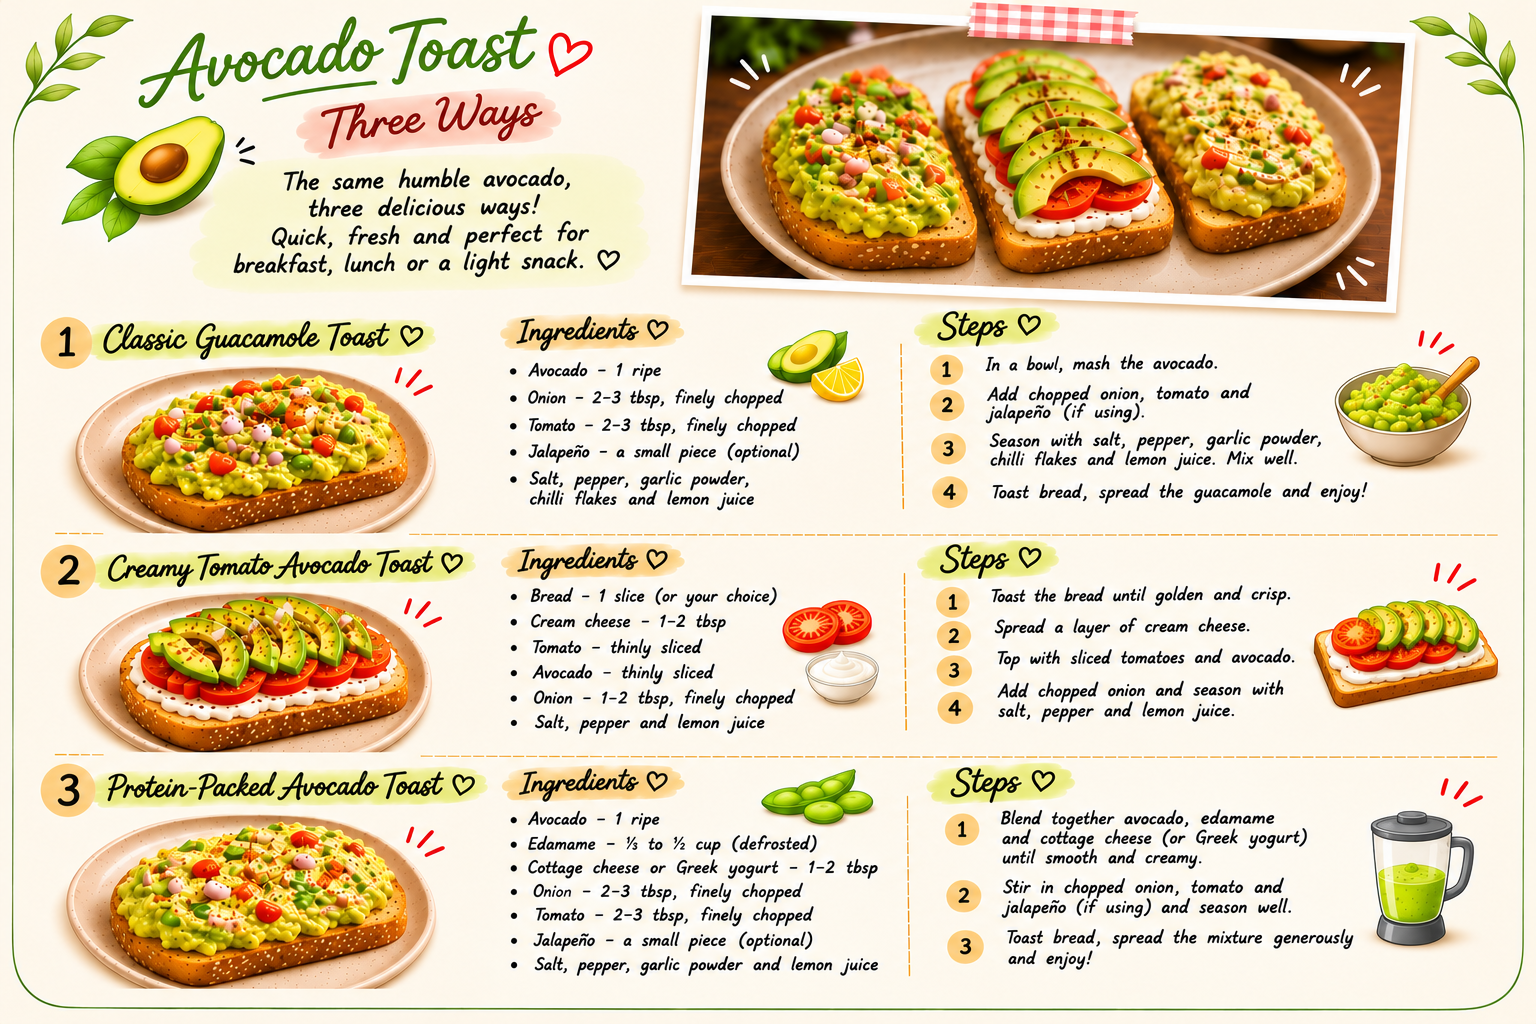 Avocado Toast ♡
Three Ways
The same humble avocado,
three delicious ways!
Quick, fresh and perfect for
breakfast, lunch or a light snack. ♡
1 Classic Guacamole Toast ♡
Ingredients ♡
• Avocado – 1 ripe
• Onion – 2–3 tbsp, finely chopped
• Tomato – 2–3 tbsp, finely chopped
• Jalapeño – a small piece (optional)
• Salt, pepper, garlic powder,
chilli flakes and lemon juice
Steps ♡
1 In a bowl, mash the avocado.
2 Add chopped onion, tomato and
jalapeño (if using).
3 Season with salt, pepper, garlic powder,
chilli flakes and lemon juice. Mix well.
4 Toast bread, spread the guacamole and enjoy!
2 Creamy Tomato Avocado Toast ♡
Ingredients ♡
• Bread – 1 slice (or your choice)
• Cream cheese – 1–2 tbsp
• Tomato – thinly sliced
• Avocado – thinly sliced
• Onion – 1–2 tbsp, finely chopped
• Salt, pepper and lemon juice
Steps ♡
1 Toast the bread until golden and crisp.
2 Spread a layer of cream cheese.
3 Top with sliced tomatoes and avocado.
4 Add chopped onion and season with
salt, pepper and lemon juice.
3 Protein-Packed Avocado Toast ♡
Ingredients ♡
• Avocado – 1 ripe
• Edamame – ⅓ to ½ cup (defrosted)
• Cottage cheese or Greek yogurt – 1–2 tbsp
• Onion – 2–3 tbsp, finely chopped
• Tomato – 2–3 tbsp, finely chopped
• Jalapeño – a small piece (optional)
• Salt, pepper, garlic powder and lemon juice
Steps ♡
1 Blend together avocado, edamame
and cottage cheese (or Greek yogurt)
until smooth and creamy.
2 Stir in chopped onion, tomato and
jalapeño (if using) and season well.
3 Toast bread, spread the mixture generously
and enjoy!